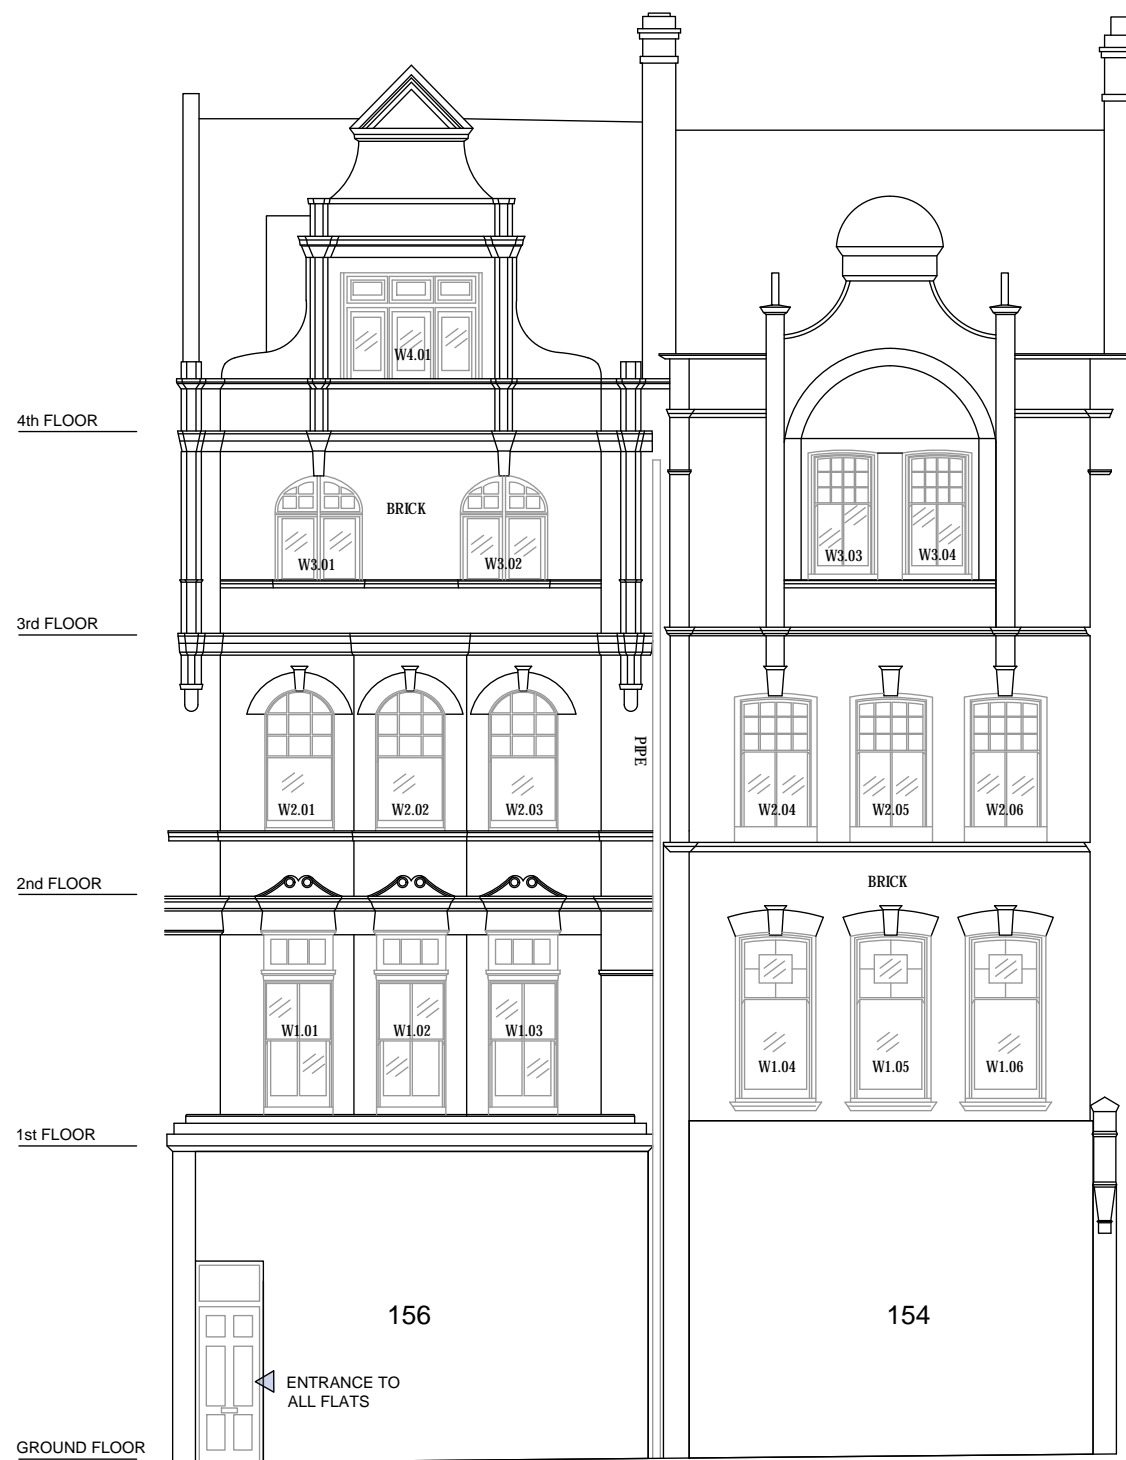 W4.01
4th FLOOR
BRICK
W3.01
W3.02
W3.03
W3.04
3rd FLOOR
PIPE
W2.01
W2.02
W2.03
W2.04
W2.05
W2.06
2nd FLOOR
BRICK
W1.01
W1.02
W1.03
W1.04
W1.05
W1.06
1st FLOOR
156
154
ENTRANCE TO
ALL FLATS
GROUND FLOOR